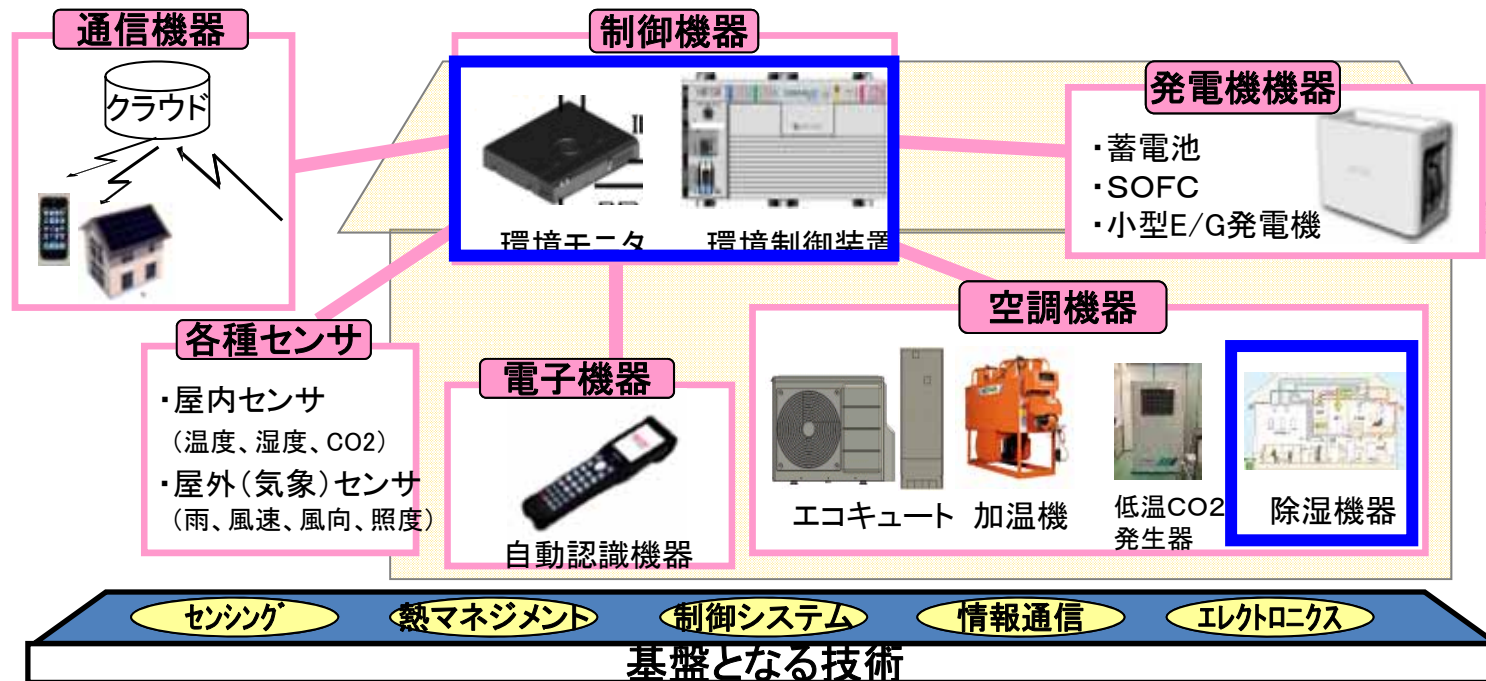 通信機器
クラウド
制御機器
環境モニタ
環境制御装置
発電機機器
・蓄電池
・SOFC
・小型E/G発電機
各種センサ
・屋内センサ
（温度、湿度、CO2）
・屋外（気象）センサ
（雨、風速、風向、照度）
電子機器
自動認識機器
空調機器
エコキュート
加温機
低温CO2
発生器
除湿機器
センシング
熱マネジメント
制御システム
情報通信
エレクトロニクス
基盤となる技術